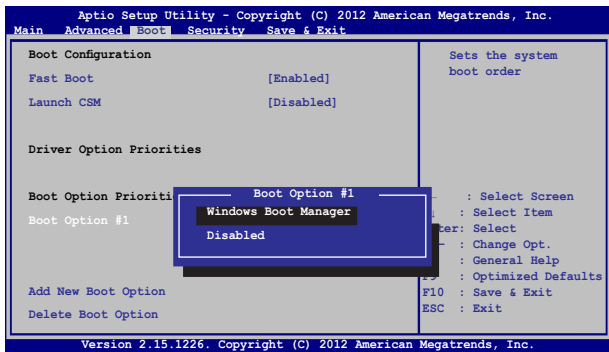 Aptio Setup Utility - Copyright (C) 2012 American Megatrends, Inc.
Main Advanced Boot Security Save & Exit
Boot Configuration
Fast Boot [Enabled]
Launch CSM [Disabled]
Driver Option Priorities
Boot Option Prioriti
Boot Option #1
Boot Option #1
Windows Boot Manager
Disabled
Add New Boot Option
Delete Boot Option
Sets the system
boot order
: Select Screen
: Select Item
ter: Select
: Change Opt.
: General Help
F9 : Optimized Defaults
F10 : Save & Exit
ESC : Exit
Version 2.15.1226. Copyright (C) 2012 American Megatrends, Inc.